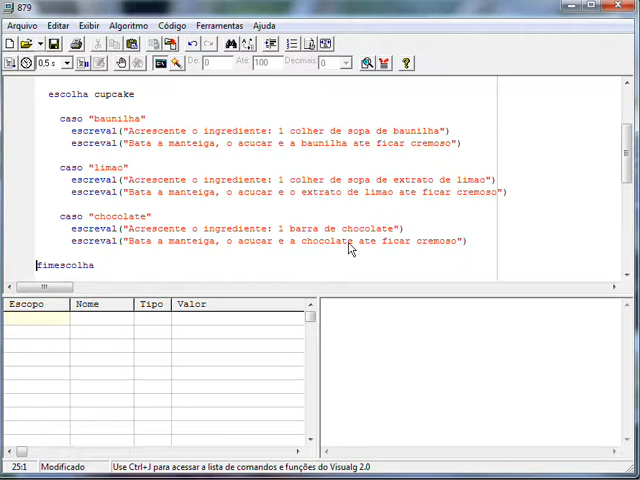 879
Arquivo Editar Exibir Algoritmo Código Ferramentas Ajuda
0,5 s De: 0 Até: 100 Decimais: 0
escolha cupcake
caso "baunilha"
escreval("Acrescente o ingrediente: 1 colher de sopa de baunilha")
escreval("Bata a manteiga, o acucar e a baunilha ate ficar cremoso")
caso "limao"
escreval("Acrescente o ingrediente: 1 colher de sopa de extrato de limao")
escreval("Bata a manteiga, o acucar e o extrato de limao ate ficar cremoso")
caso "chocolate"
escreval("Acrescente o ingrediente: 1 barra de chocolate")
escreval("Bata a manteiga, o acucar e a chocolate ate ficar cremoso")
fimescolha
Escopo Nome Tipo Valor
25:1 Modificado Use Ctrl+J para acessar a lista de comandos e funções do Visualg 2.0